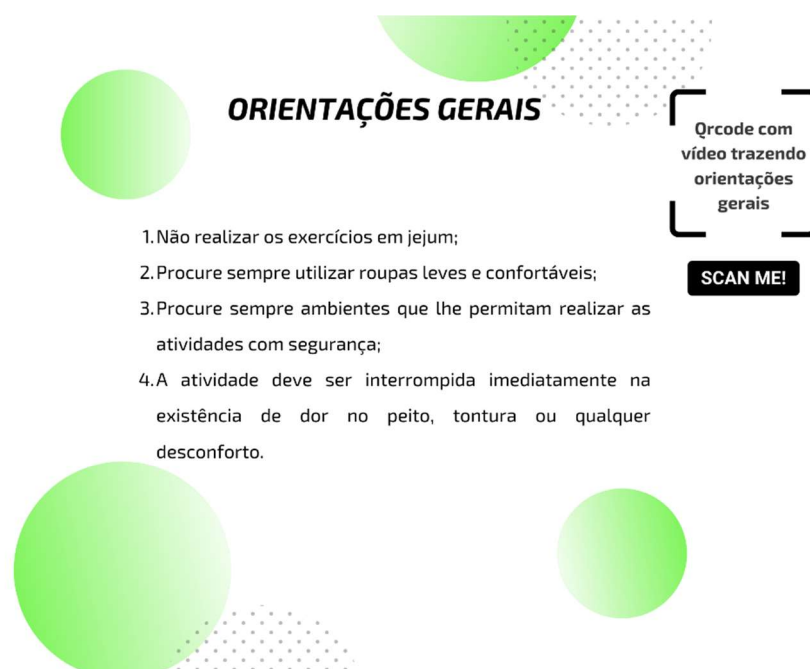 ORIENTAÇÕES GERAIS
Qrcode com
vídeo trazendo
orientações
gerais
SCAN ME!
1.Não realizar os exercícios em jejum;
2.Procure sempre utilizar roupas leves e confortáveis;
3.Procure sempre ambientes que lhe permitam realizar as
atividades com segurança;
4.A atividade deve ser interrompida imediatamente na
existência de dor no peito, tontura ou qualquer
desconforto.